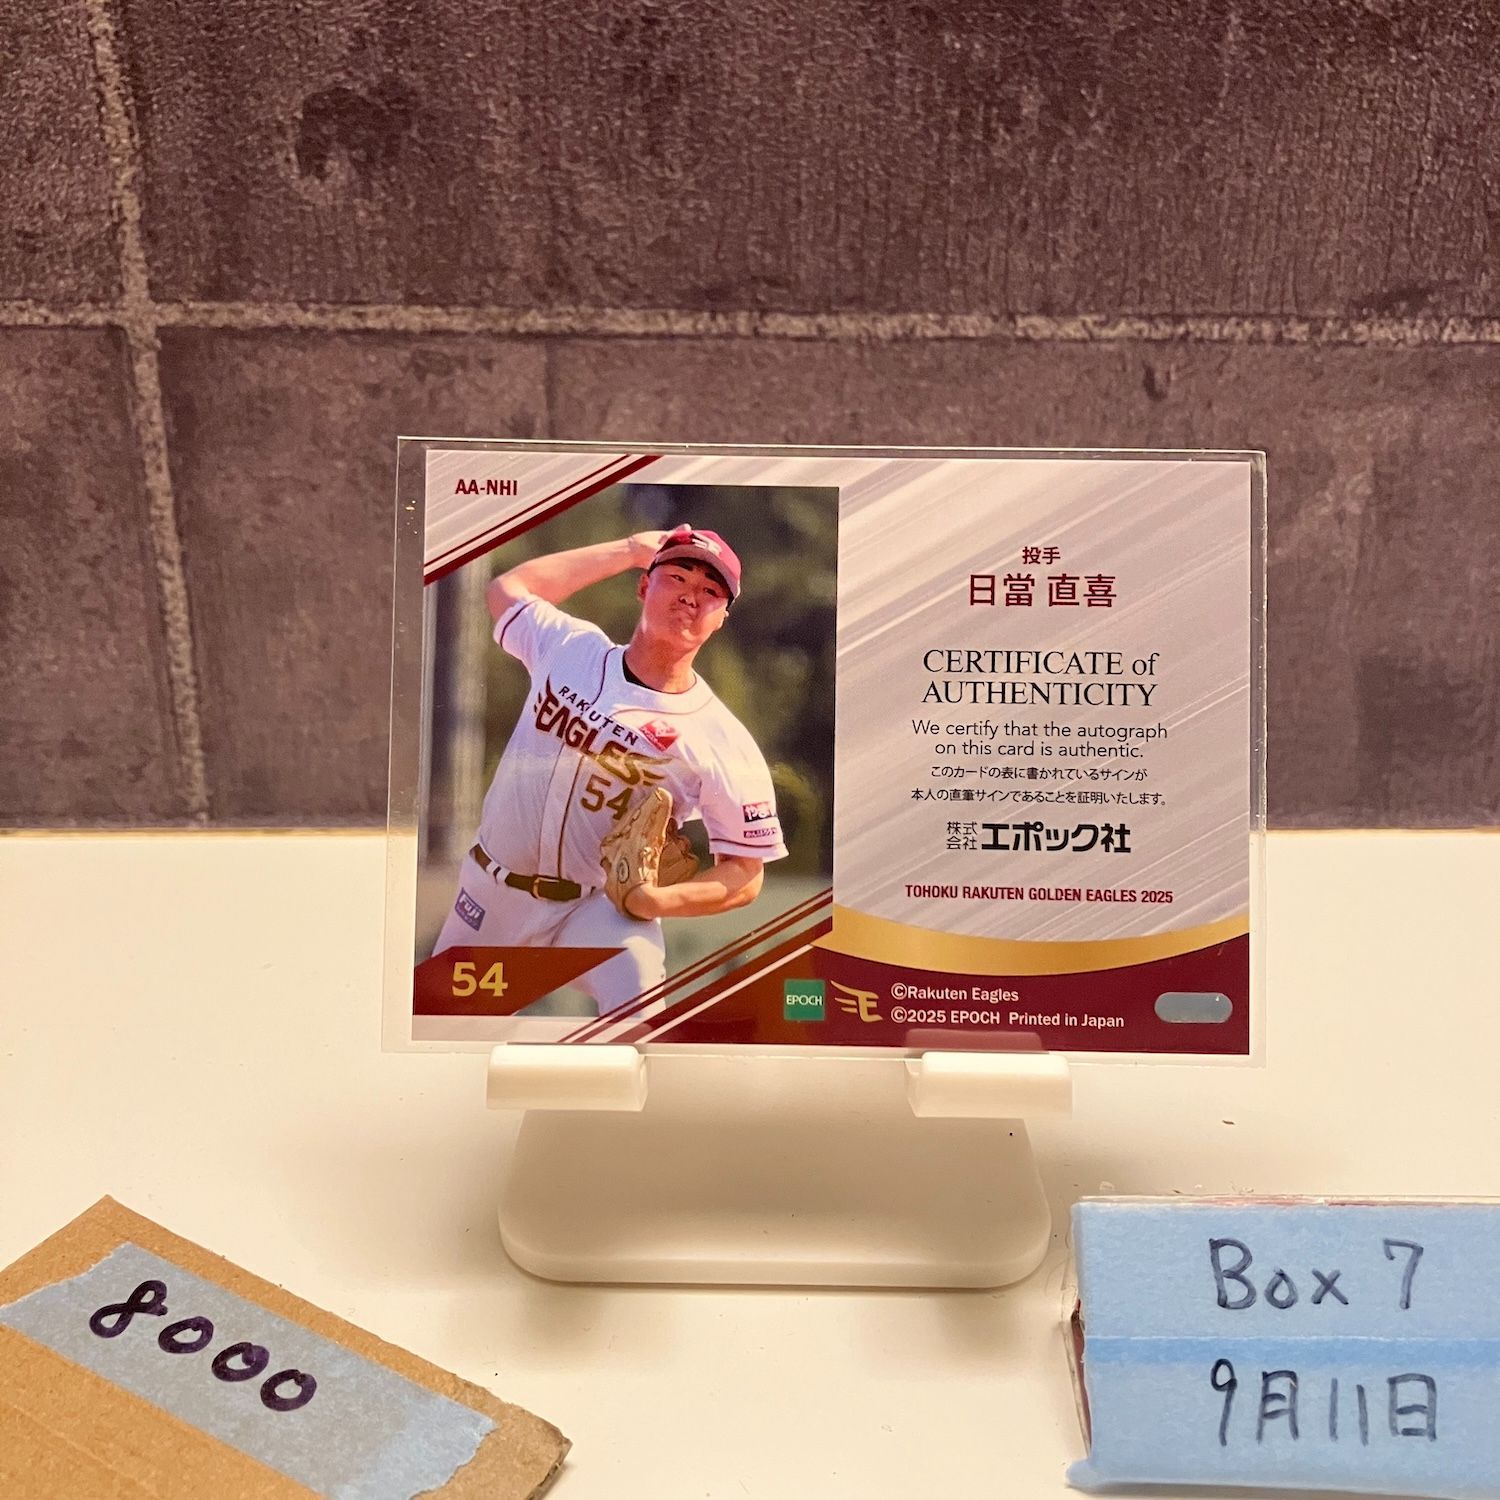 AA-NHI
RAKUTEN
EAGLES
54
Fuji
54
投手
日當 直喜
CERTIFICATE of
AUTHENTICITY
We certify that the autograph
on this card is authentic.
このカードの表に書かれているサインが
本人の直筆サインであることを証明いたします。
株式
会社 エポック社
TOHOKU RAKUTEN GOLDEN EAGLES 2025
EPOCH
E
©Rakuten Eagles
©2025 EPOCH Printed in Japan
8000
Box 7
9月11日